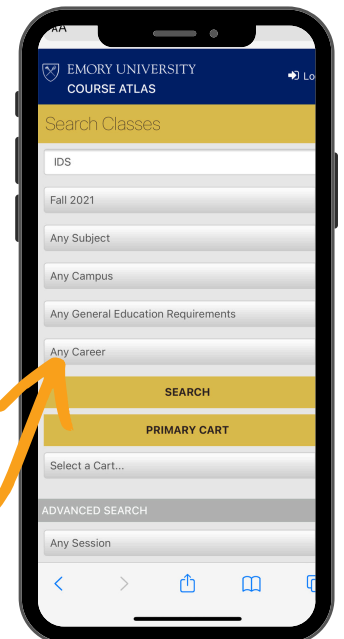 AA
EMORY UNIVERSITY
COURSE ATLAS
Lo
Search Classes
IDS
Fall 2021
Any Subject
Any Campus
Any General Education Requirements
Any Career
SEARCH
PRIMARY CART
Select a Cart...
ADVANCED SEARCH
Any Session